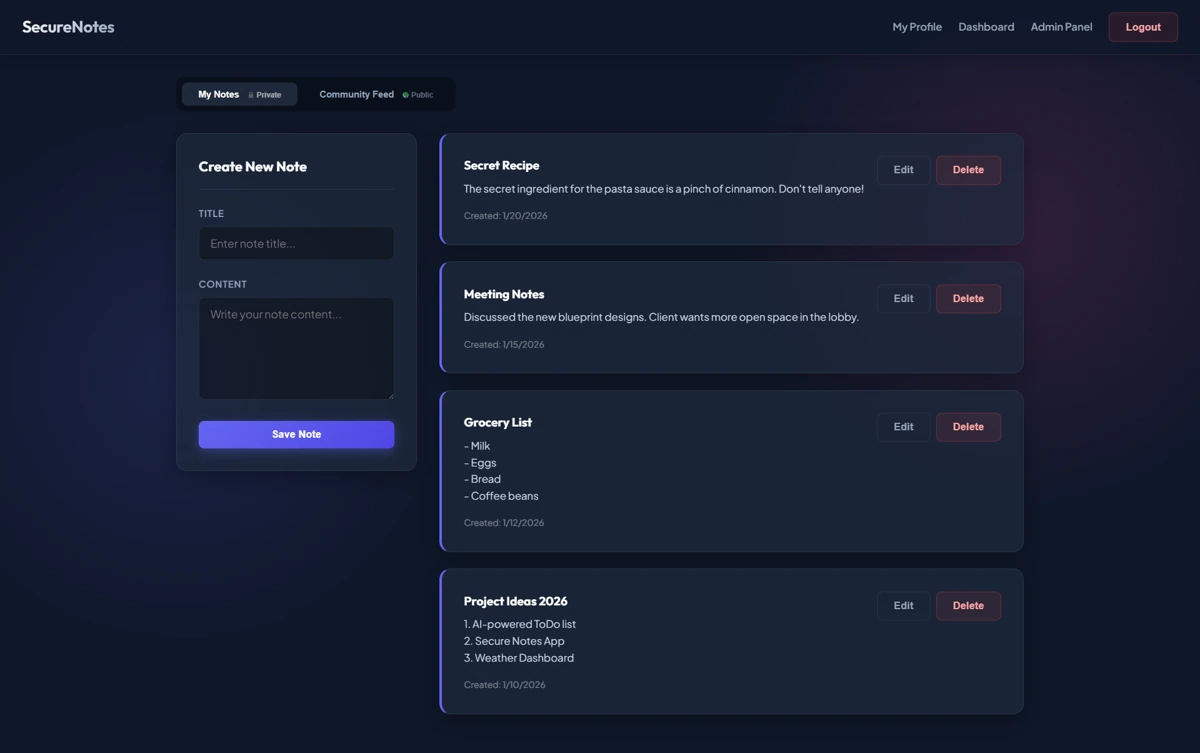 SecureNotes
My Profile
Dashboard
Admin Panel
Logout
My Notes
Private
Community Feed
Public
Create New Note
TITLE
Enter note title...
CONTENT
Write your note content...
Save Note
Secret Recipe
The secret ingredient for the pasta sauce is a pinch of cinnamon. Don't tell anyone!
Created: 1/20/2026
Edit
Delete
Meeting Notes
Discussed the new blueprint designs. Client wants more open space in the lobby.
Created: 1/15/2026
Edit
Delete
Grocery List
- Milk
- Eggs
- Bread
- Coffee beans
Created: 1/12/2026
Edit
Delete
Project Ideas 2026
1. AI-powered ToDo list
2. Secure Notes App
3. Weather Dashboard
Created: 1/10/2026
Edit
Delete